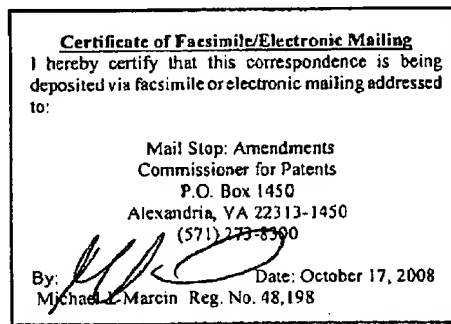 Certificate of Facsimile/Electronic Mailing
I hereby certify that this correspondence is being
deposited via facsimile or electronic mailing addressed
to:
Mail Stop: Amendments
Commissioner for Patents
P.O. Box 1450
Alexandria, VA 22313-1450
(571) 273-8300
By: Date: October 17, 2008
Michael J. Marcin Reg. No. 48,198